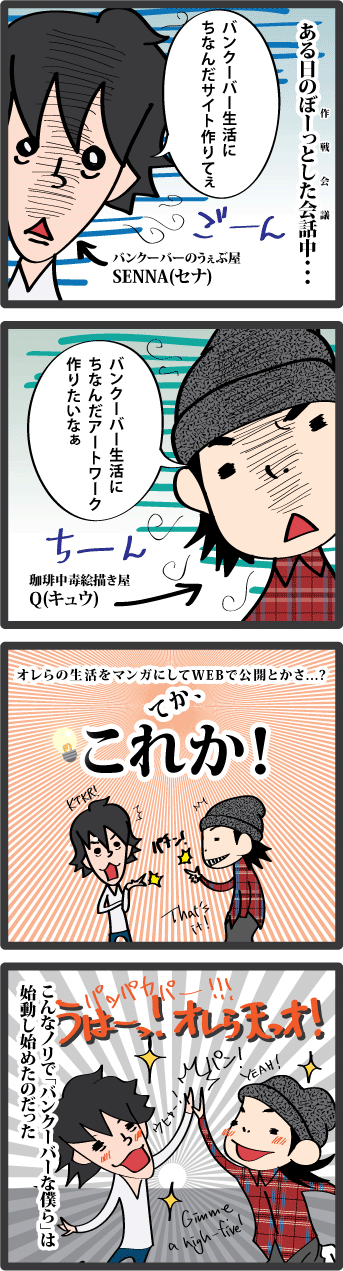 ある日のぼーっとした会話中・・・
作戦会議
バンクーバー生活に
ちなんだサイト作りてえ
ごーん
バンクーバーのうぇぶ屋
SENNA(セナ)
バンクーバー生活に
ちなんだアートワーク
作りたいなぁ
ちーん
珈琲中毒絵描き屋
Q(キュウ)
オレらの生活をマンガにしてWEBで公開とかさ...?
てか、
これか!
KTKR!
パチン!
That's
it!
パッパカパー!!!
うはーっ!オレら天っオ!
パン!
YEAH!
Gimme
a high-five!
こんなノリで「バンクーバーな僕ら」は
始動し始めたのだった